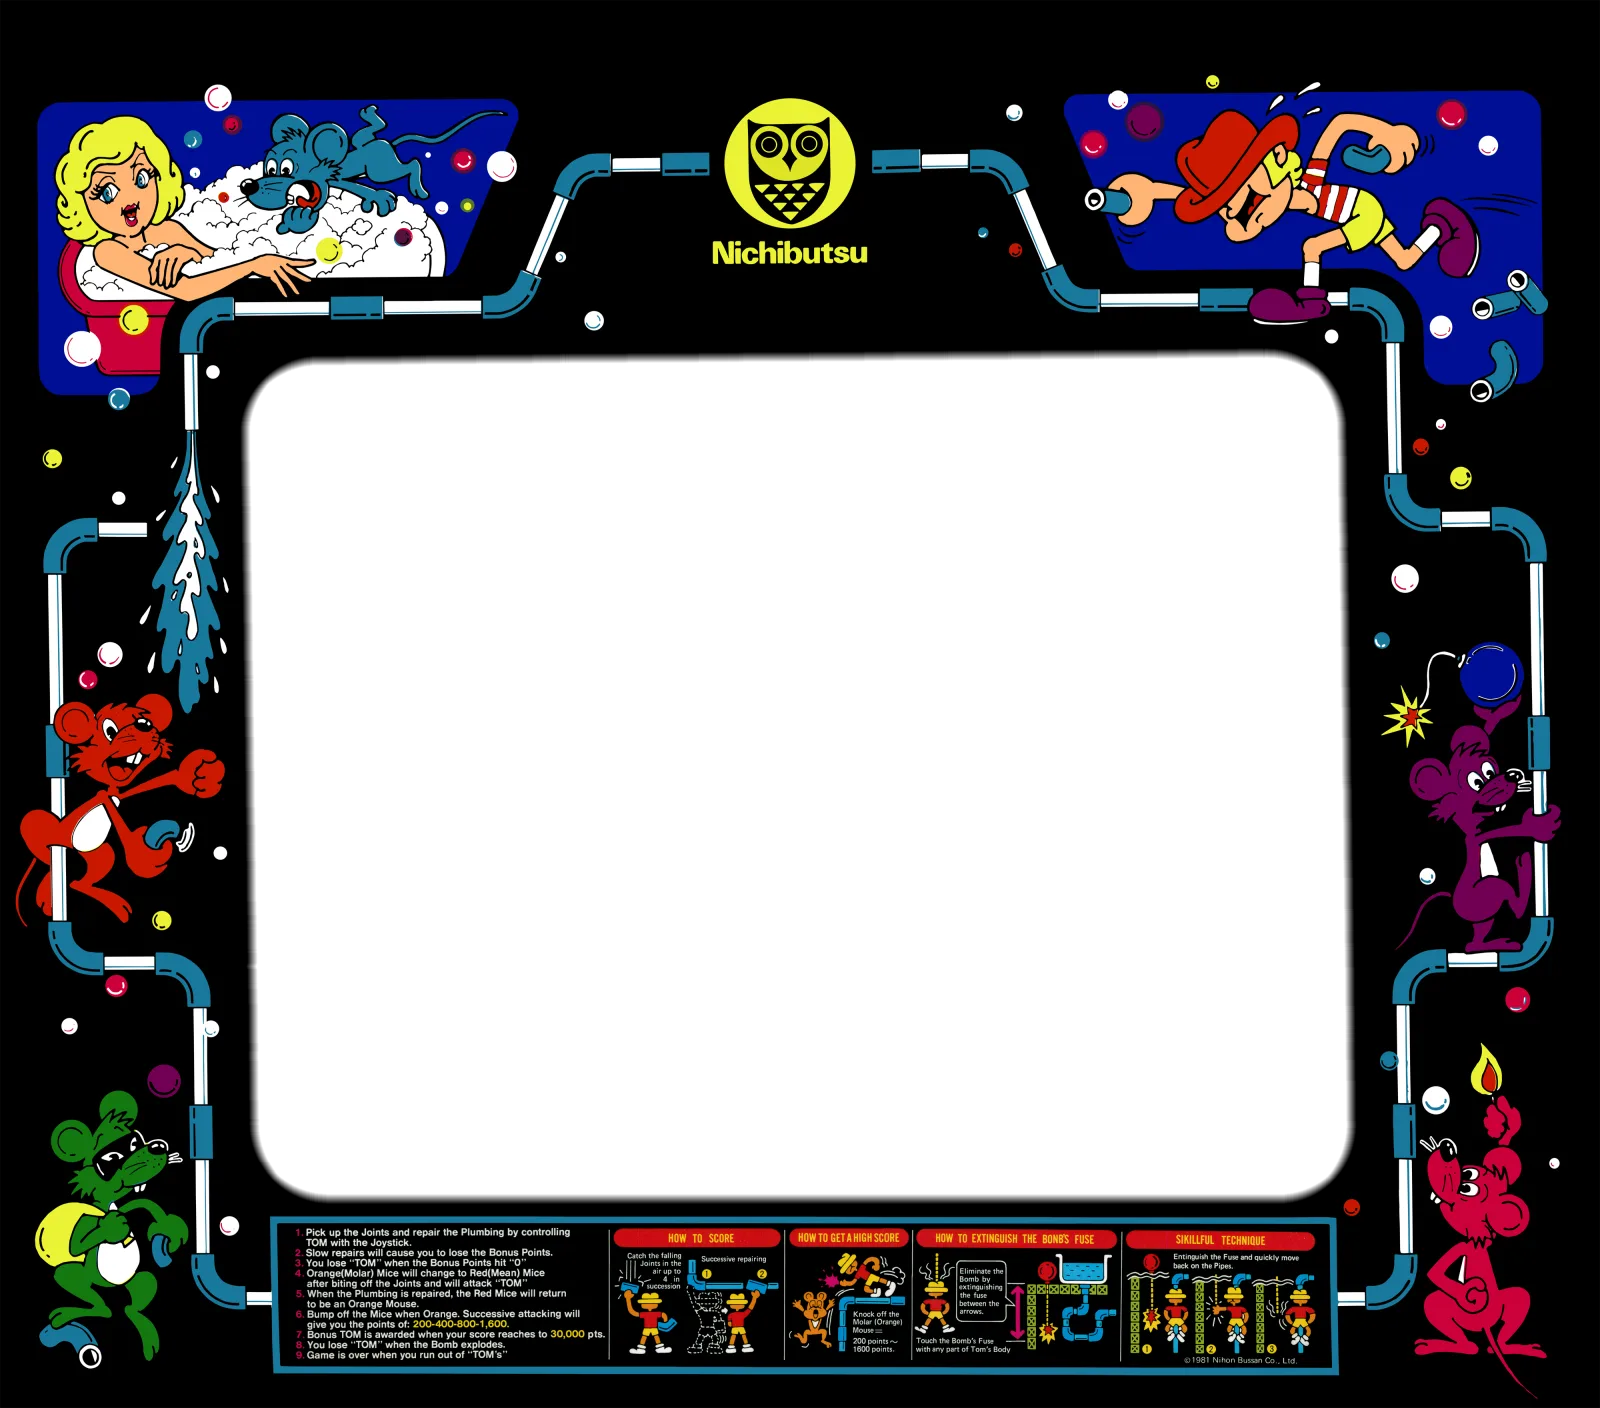 Nichibutsu
1. Pick up the Joints and repair the Plumbing by controlling
TOM with the Joystick.
2. Slow repairs will cause you to lose the Bonus Points.
3. You lose "TOM" when the Bonus Points hit "0"
4. Orange(Molar) Mice will change to Red(Mean) Mice
after biting off the Joints and will attack "TOM"
5. When the Plumbing is repaired, the Red Mice will return
to be an Orange Mouse.
6. Bump off the Mice when Orange. Successive attacking will
give you the points of: 200-400-800-1,600.
7. Bonus TOM is awarded when your score reaches to 30,000 pts.
8. You lose "TOM" when the Bomb explodes.
9. Game is over when you run out of "TOM's"
HOW TO SCORE
Catch the falling
Joints in the
air up to
4 in
succession
Successive repairing
1
2
HOW TO GET A HIGH SCORE
Knock off the
Molar (Orange)
Mouse =
200 points ~
1600 points.
HOW TO EXTINGUISH THE BONB'S FUSE
Eliminate the
Bomb by
extinguishing
the fuse
between the
arrows.
Touch the Bomb's Fuse
with any part of Tom's Body
SIKILLFUL TECHNIQUE
Entinguish the Fuse and quickly move
back on the Pipes.
1
2
3
©1981 Nihon Bussan Co., Ltd.